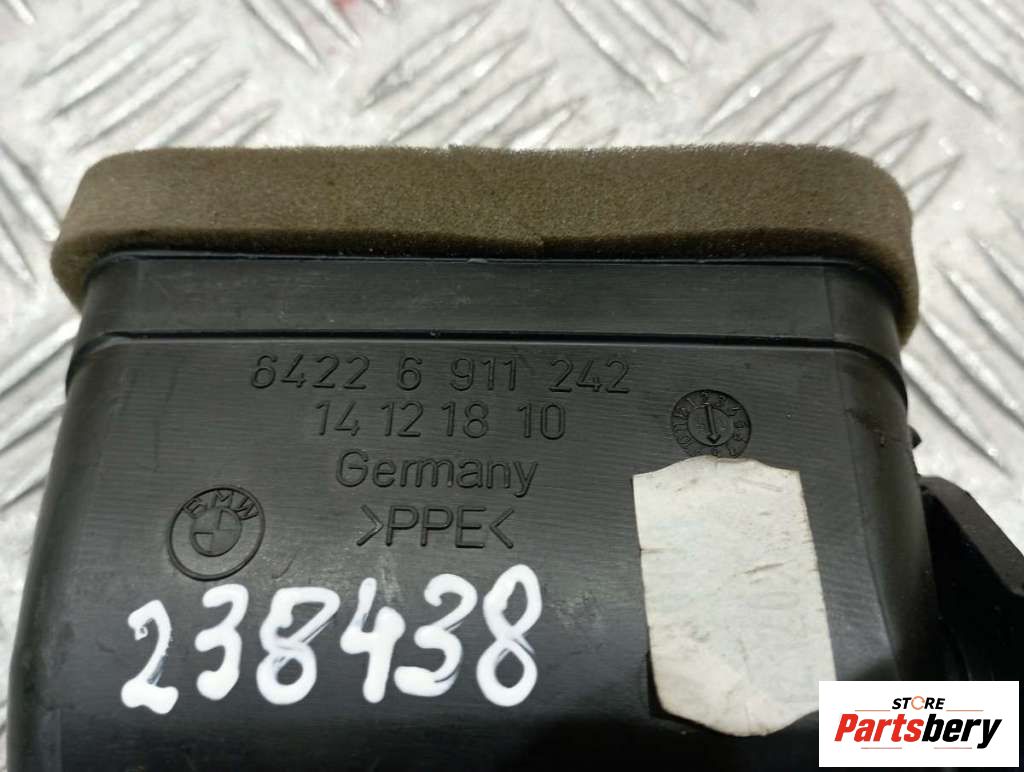 6422 6 911 242
14 12 18 10
Germany
>PPE<
BMW
238438
STORE
Partsbery